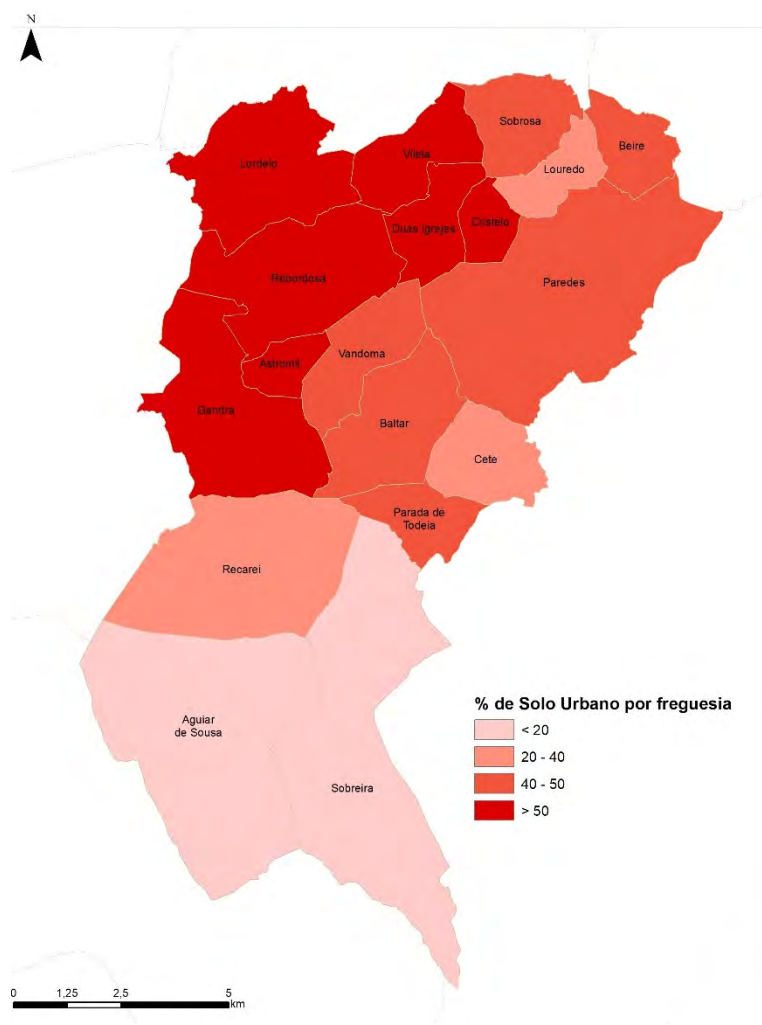 N
Sobrosa
Beire
Vilela
Lordelo
Louredo
Duas Igrejas
Cristelo
Rebordosa
Paredes
Vandoma
Astromil
Gandra
Baltar
Cete
Parada de
Todeia
Recarei
% de Solo Urbano por freguesia
< 20
20 - 40
40 - 50
> 50
Aguiar
de Sousa
Sobreira
0 1,25 2,5 5
km